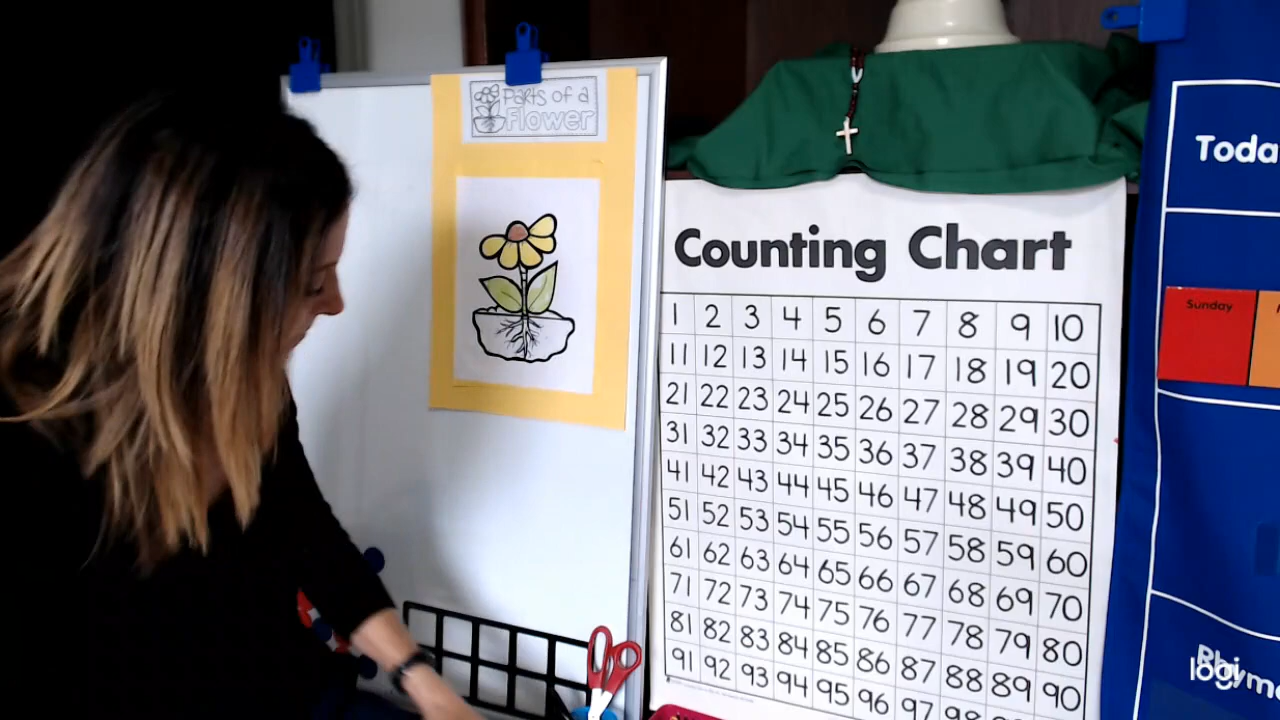 Parts of a
Flower
Counting Chart
1 2 3 4 5 6 7 8 9 10
11 12 13 14 15 16 17 18 19 20
21 22 23 24 25 26 27 28 29 30
31 32 33 34 35 36 37 38 39 40
41 42 43 44 45 46 47 48 49 50
51 52 53 54 55 56 57 58 59 60
61 62 63 64 65 66 67 68 69 70
71 72 73 74 75 76 77 78 79 80
81 82 83 84 85 86 87 88 89 90
91 92 93 94 95 96 97 98
Toda
Sunday
logi